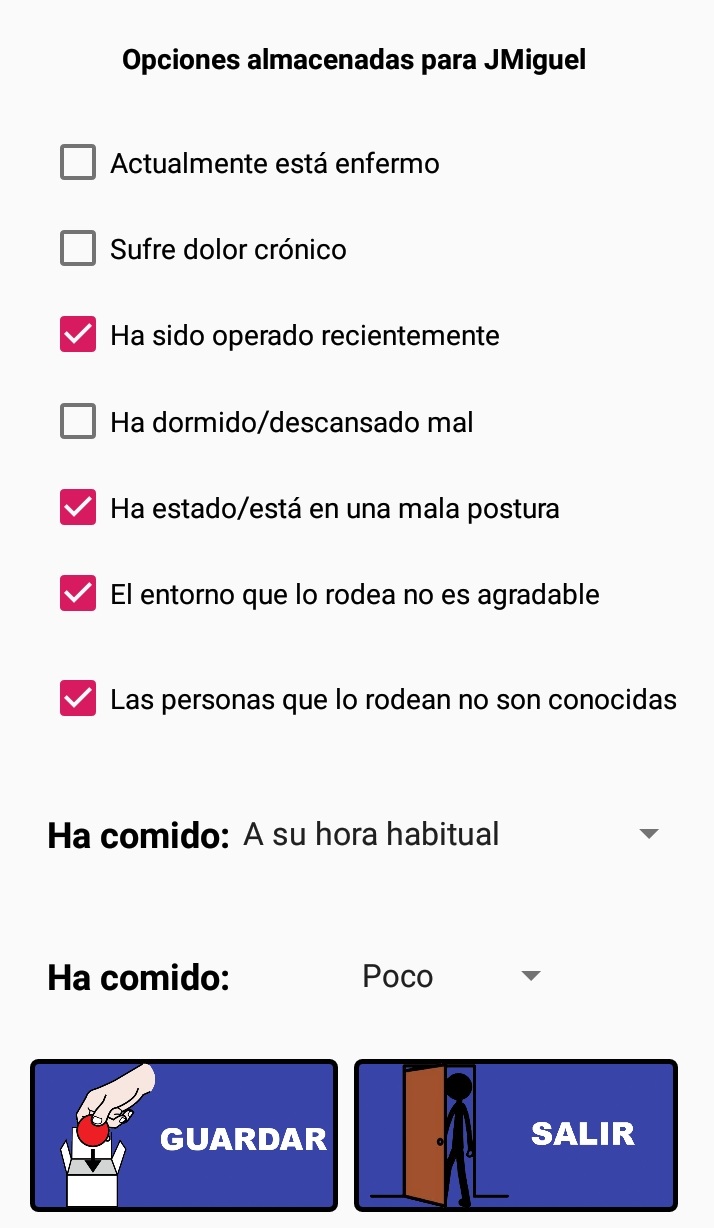 Opciones almacenadas para JMiguel
Actualmente está enfermo
Sufre dolor crónico
Ha sido operado recientemente
Ha dormido/descansado mal
Ha estado/está en una mala postura
El entorno que lo rodea no es agradable
Las personas que lo rodean no son conocidas
Ha comido: A su hora habitual
Ha comido: Poco
GUARDAR SALIR